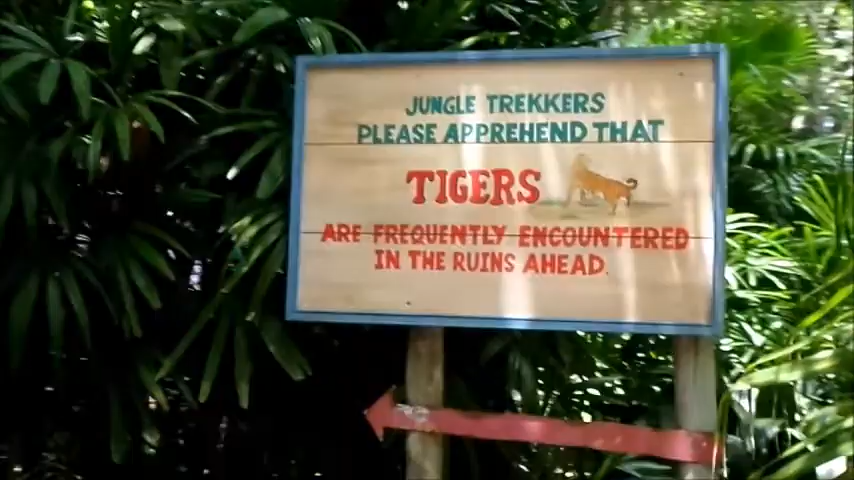 JUNGLE TREKKERS
PLEASE APPREHEND THAT
TIGERS
ARE FREQUENTLY ENCOUNTERED
IN THE RUINS AHEAD.